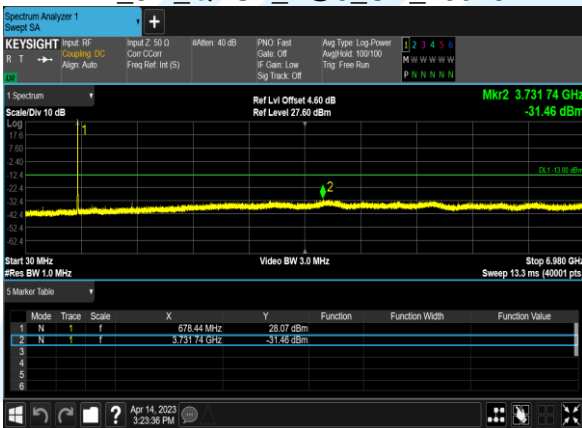 Spectrum Analyzer 1
Swept SA
+
KEYSIGHT Input: RF Input Z: 50 Ω #Atten: 40 dB PNO: Fast Avg Type: Log-Power 1 2 3 4 5 6
R T Coupling: DC Corr CCorr Gate: Off Avg|Hold: 100/100 M W W W W W
Align: Auto Freq Ref: Int (S) IF Gain: Low Trig: Free Run
LW Sig Track: Off P N N N N N
1 Spectrum Ref Lvl Offset 4.60 dB Mkr2 3.731 74 GHz
Scale/Div 10 dB Ref Level 27.60 dBm -31.46 dBm
Log
17.6 1
7.60
-2.40
-12.4 DL1 -13.00 dBm
-22.4 2
-32.4
-42.4
-52.4
-62.4
Start 30 MHz Video BW 3.0 MHz Stop 6.980 GHz
#Res BW 1.0 MHz Sweep 13.3 ms (40001 pts
5 Marker Table
Mode Trace Scale X Y Function Function Width Function Value
1 N 1 f 678.44 MHz 28.07 dBm
2 N 1 f 3.731 74 GHz -31.46 dBm
3
4
5
6
? Apr 14, 2023
3:23:36 PM